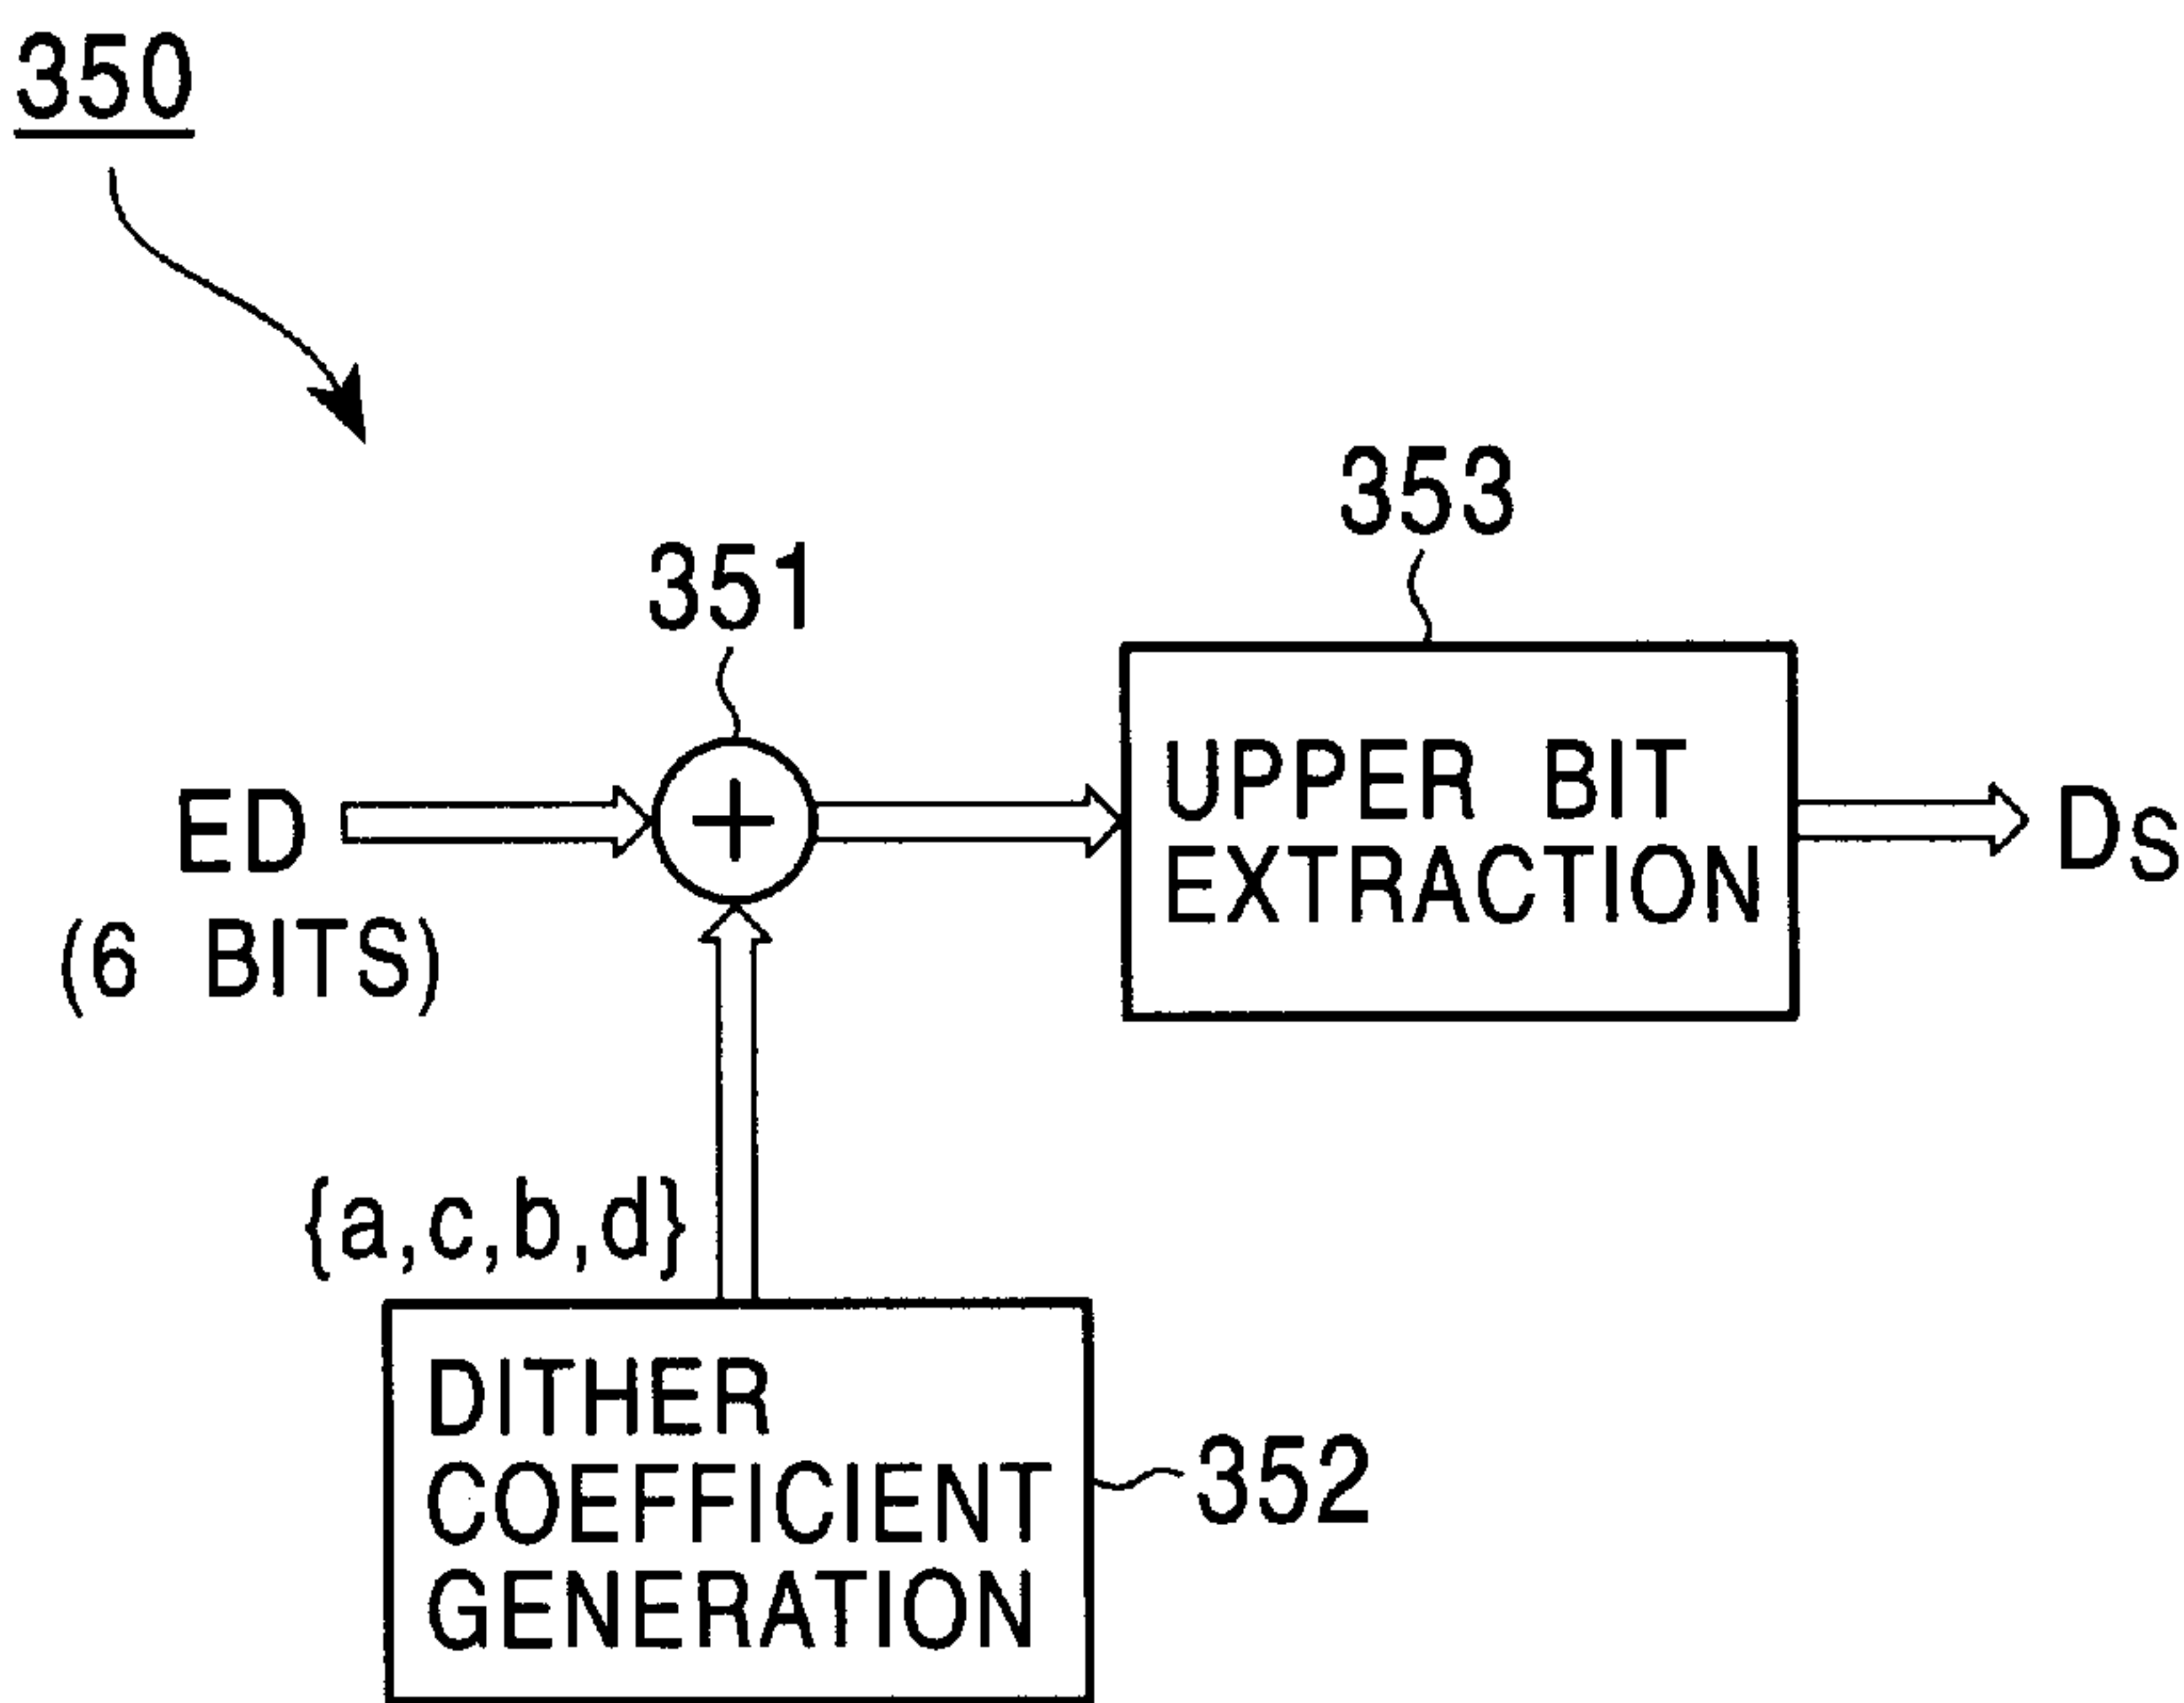 350
353
351
UPPER BIT
EXTRACTION
ED
(6 BITS)
DS
{a,c,b,d}
DITHER
COEFFICIENT
GENERATION
352